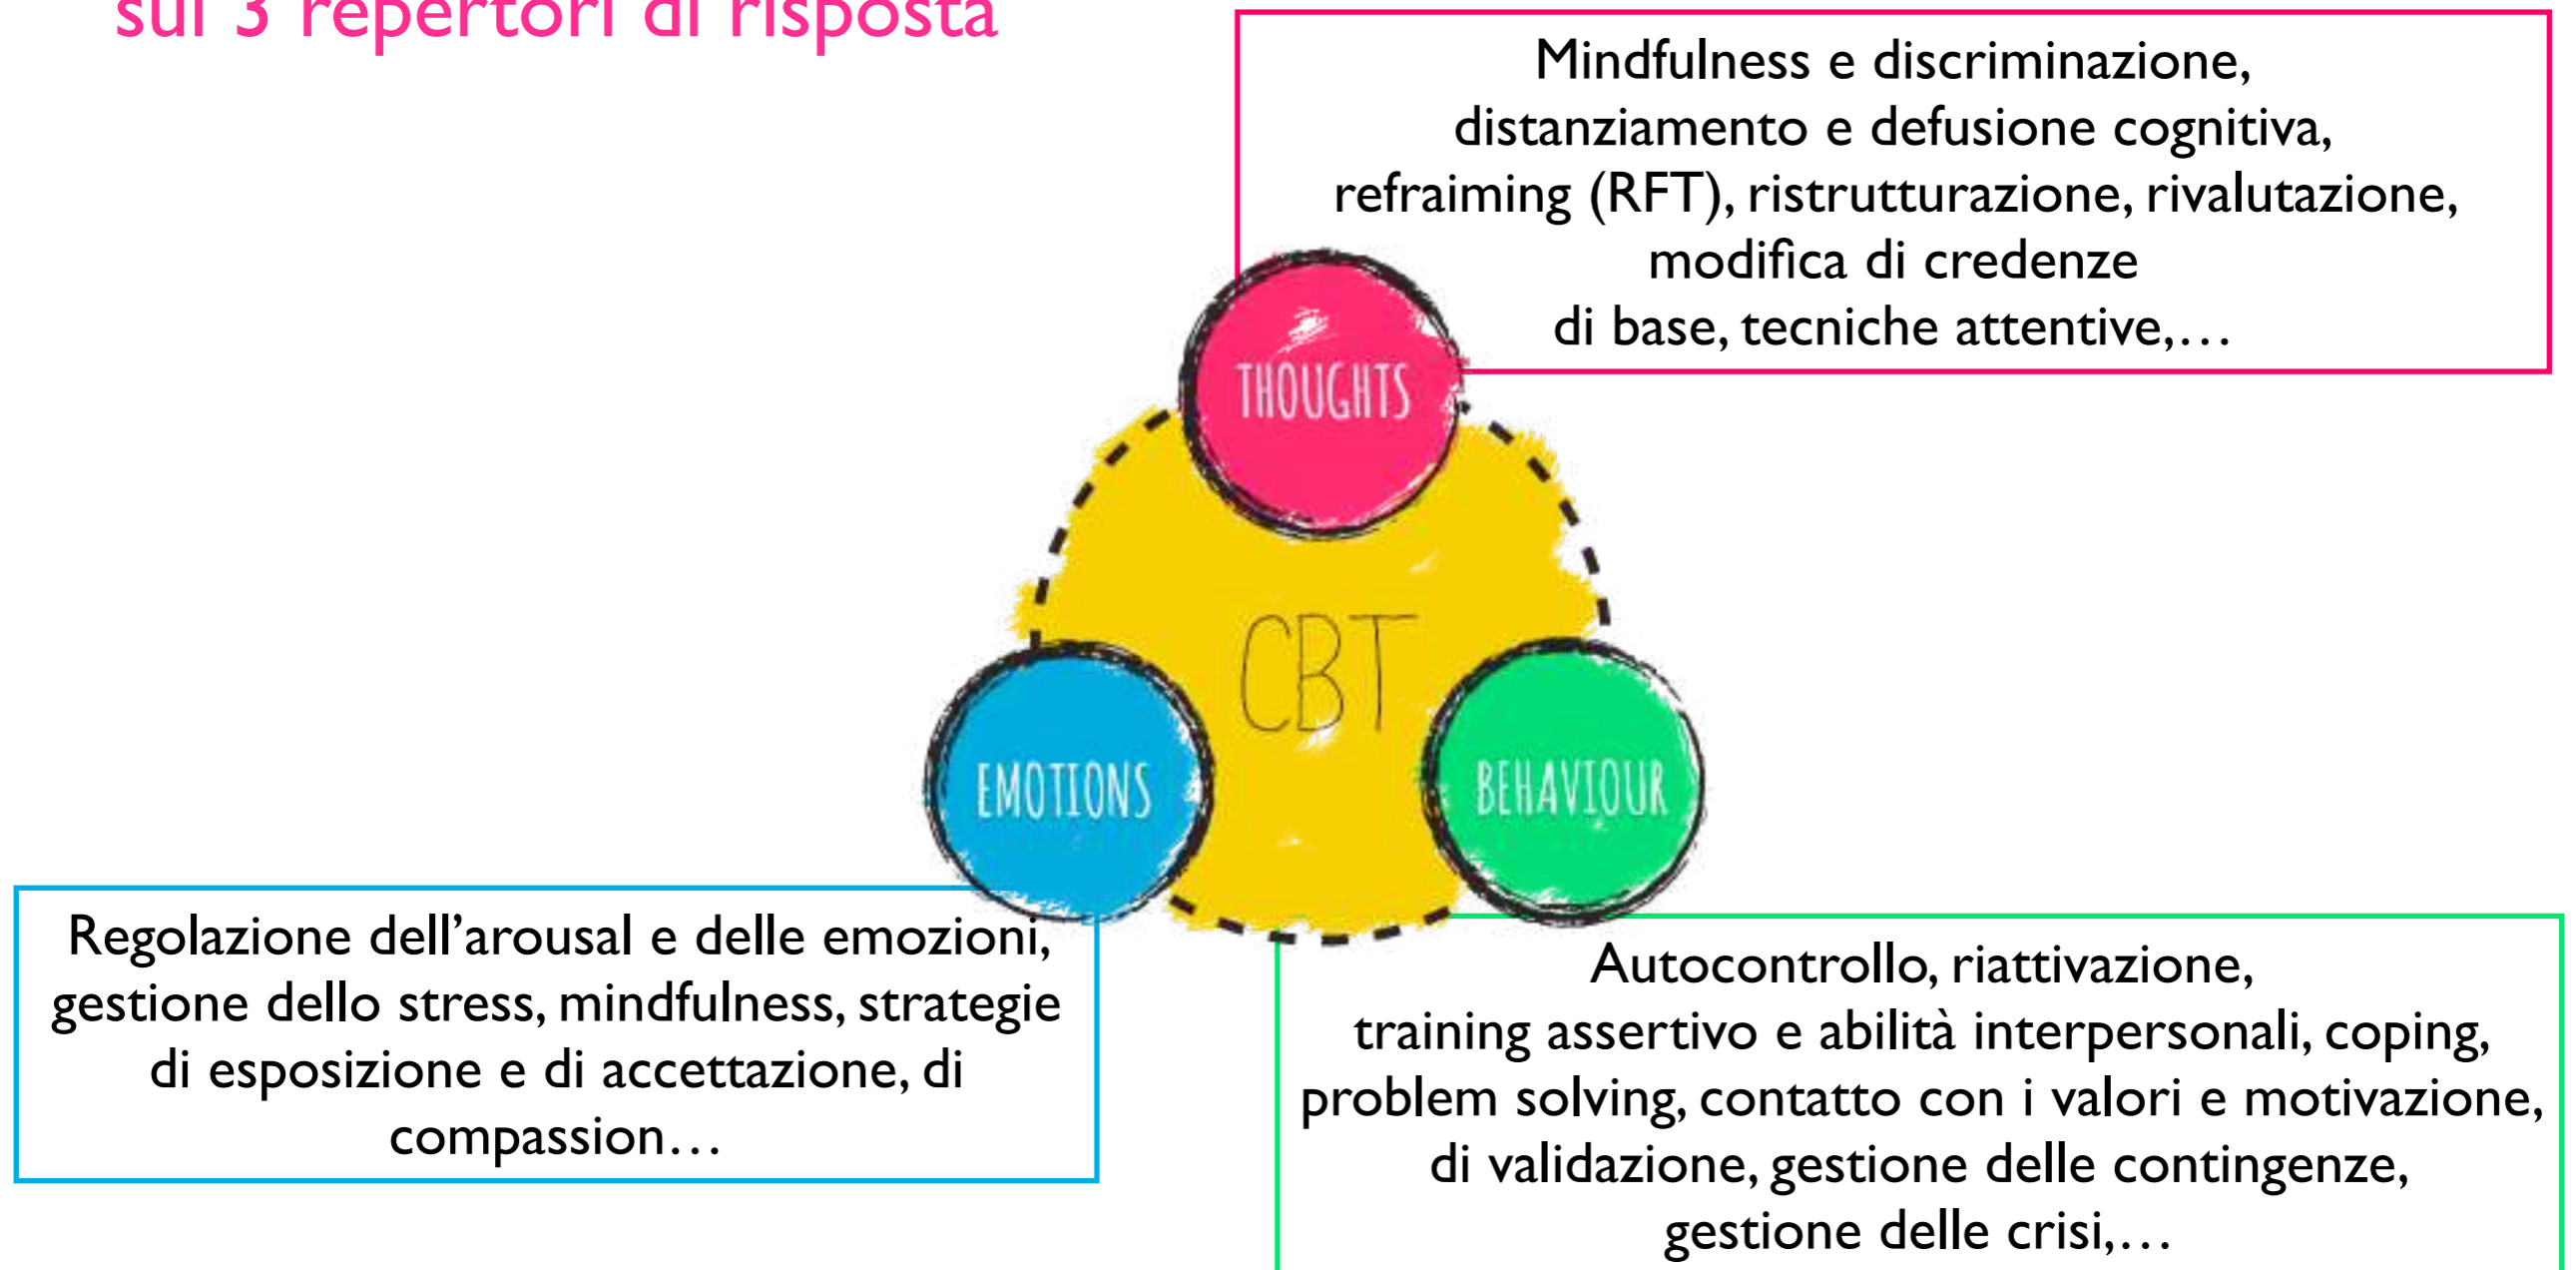 sui 3 repertori di risposta
Mindfulness e discriminazione,
distanziamento e defusione cognitiva,
refraiming (RFT), ristrutturazione, rivalutazione,
modifica di credenze
di base, tecniche attentive,…
THOUGHTS
CBT
EMOTIONS
BEHAVIOUR
Regolazione dell’arousal e delle emozioni,
gestione dello stress, mindfulness, strategie
di esposizione e di accettazione, di
compassion…
Autocontrollo, riattivazione,
training assertivo e abilità interpersonali, coping,
problem solving, contatto con i valori e motivazione,
di validazione, gestione delle contingenze,
gestione delle crisi,…